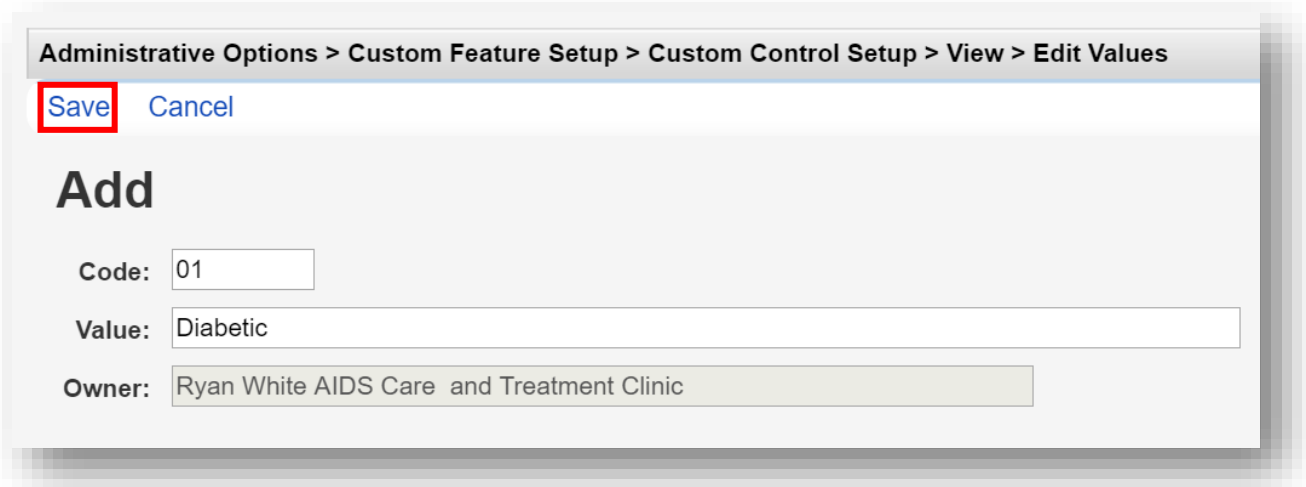 Administrative Options > Custom Feature Setup > Custom Control Setup > View > Edit Values
Save Cancel
Add
Code: 01
Value: Diabetic
Owner: Ryan White AIDS Care  and Treatment Clinic